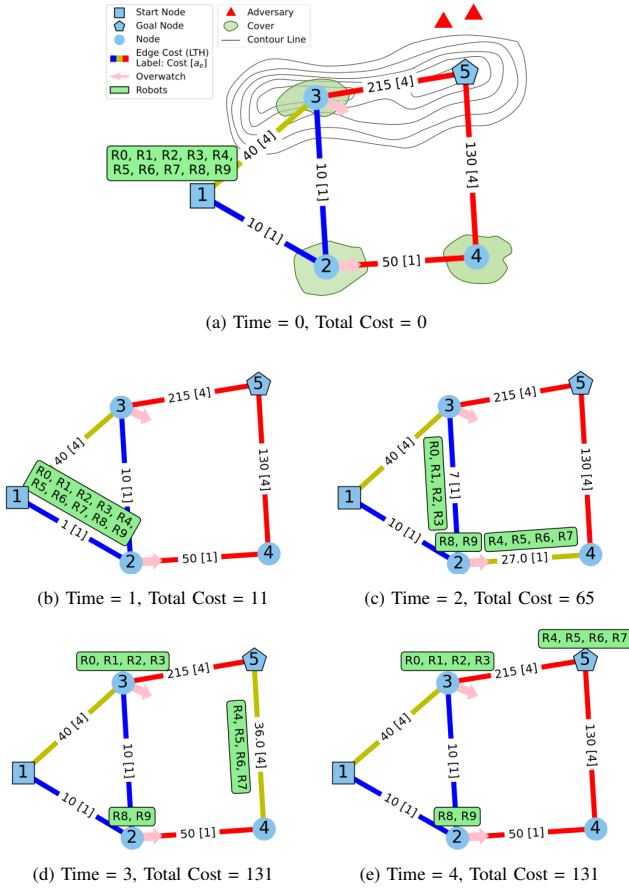 Start Node
Goal Node
Node
Edge Cost (LTH)
Label: Cost [a_e]
Overwatch
Robots
Adversary
Cover
Contour Line
5
215 [4]
3
R0, R1, R2, R3, R4,
R5, R6, R7, R8, R9
40 [4]
130 [4]
10 [1]
1
10 [1]
2
50 [1]
4
(a) Time = 0, Total Cost = 0
5
215 [4]
3
40 [4]
130 [4]
10 [1]
R0, R1, R2, R3, R4,
R5, R6, R7, R8, R9
1
1 [1]
2
50 [1]
4
(b) Time = 1, Total Cost = 11
5
215 [4]
3
40 [4]
130 [4]
7 [1]
R0,
R1,
R2,
R3
1
10 [1]
R8, R9
R4, R5, R6, R7
2
27.0 [1]
4
(c) Time = 2, Total Cost = 65
R0, R1, R2, R3
5
215 [4]
3
40 [4]
36.0 [4]
R4,
R5,
R6,
R7
10 [1]
1
10 [1]
R8, R9
2
50 [1]
4
(d) Time = 3, Total Cost = 131
R4, R5, R6, R7
R0, R1, R2, R3
5
215 [4]
3
40 [4]
130 [4]
10 [1]
1
10 [1]
R8, R9
2
50 [1]
4
(e) Time = 4, Total Cost = 131